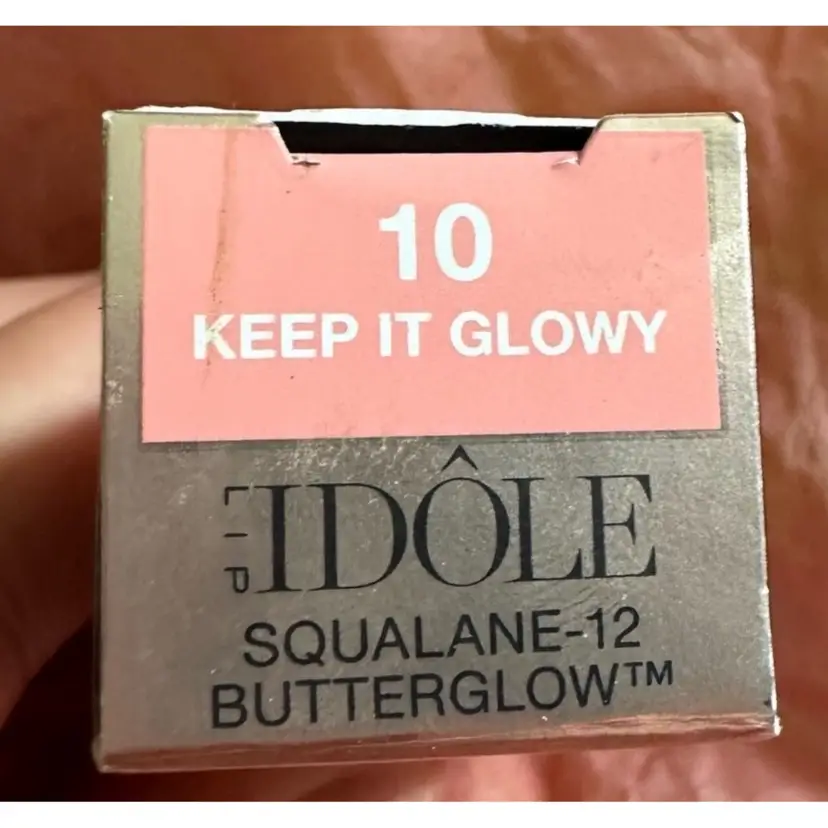 10
KEEP IT GLOWY
LIP IDÔLE
SQUALANE-12
BUTTERGLOW™